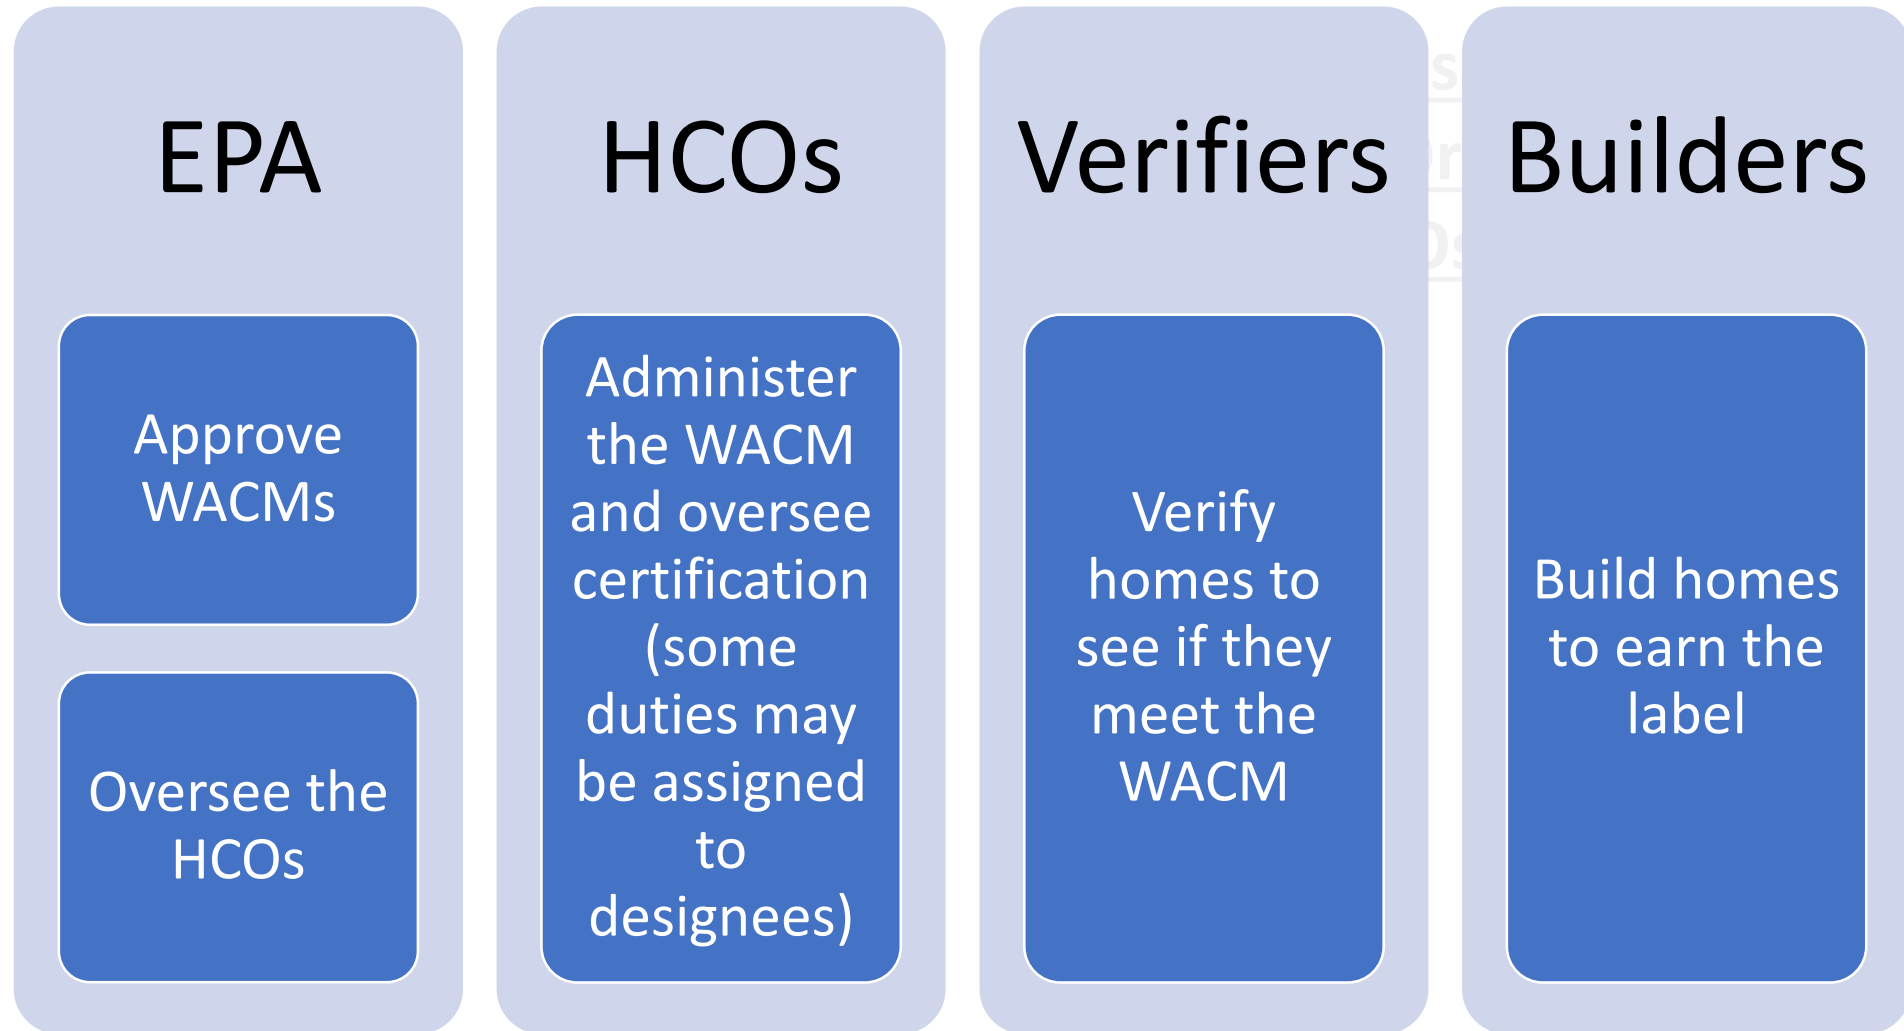 EPA
Approve
WACMs
Oversee the
HCOs
HCOs
Administer
the WACM
and oversee
certification
(some
duties may
be assigned
to
designees)
Verifiers
Verify
homes to
see if they
meet the
WACM
Builders
Build homes
to earn the
label